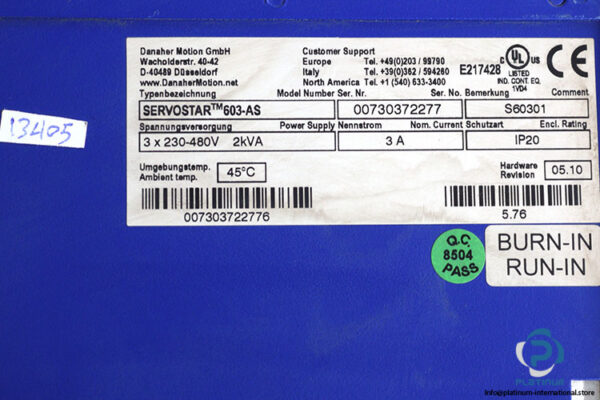 Danaher Motion GmbH
Wacholderstr. 40-42
D-40489 Düsseldorf
www.DanaherMotion.net
Customer Support
Europe Tel. +49(0)203 / 99790
Italy Tel. +39(0)362 / 594260
North America Tel. +1 (540) 633-3400
E217428
C UL US
LISTED
IND. CONT. EQ.
1VD4
CE
Typenbezeichnung Model Number Ser. Nr. Ser. No. Bemerkung Comment
SERVOSTAR™603-AS 00730372277 S60301
Spannungsversorgung Power Supply Nennstrom Nom. Current Schutzart Encl. Rating
3 x 230-480V 2kVA 3 A IP20
Umgebungstemp.
Ambient temp.
45°C
Hardware
Revision
05.10
007303722776
5.76
13405
Q.C.
8504
PASS
BURN-IN
RUN-IN
PLATINUM
info@platinum-international.store